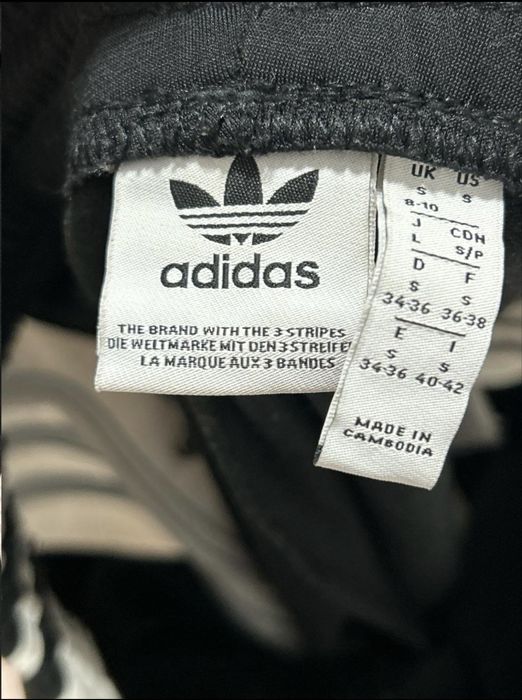 adidas
THE BRAND WITH THE 3 STRIPES
DIE WELTMARKE MIT DEN 3 STREIFE
LA MARQUE AUX 3 BANDES
UK US
S S
8-10
J CDN
L S/P
D F
S S
34-36 36-38
E I
S S
34-36 40-42
MADE IN
CAMBODIA